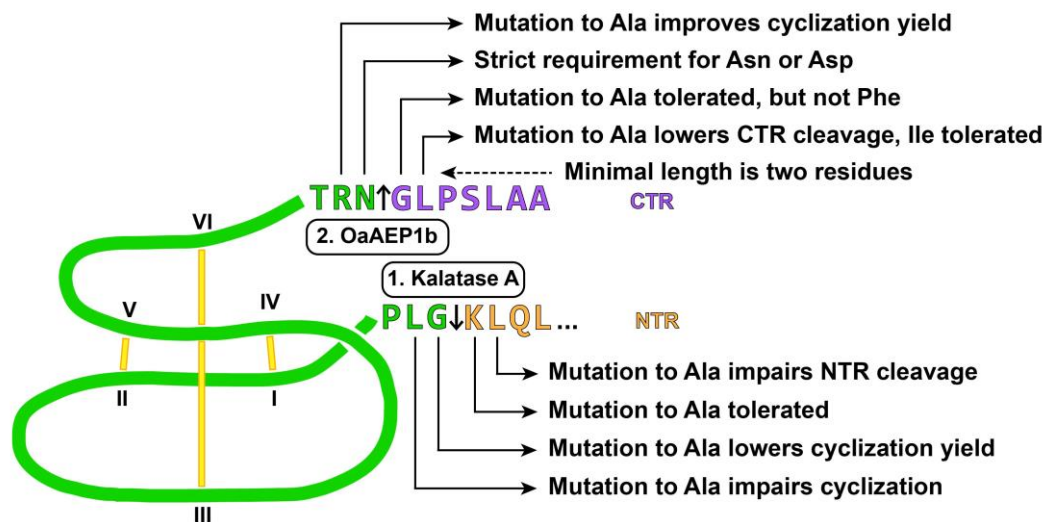 Mutation to Ala improves cyclization yield
Strict requirement for Asn or Asp
Mutation to Ala tolerated, but not Phe
Mutation to Ala lowers CTR cleavage, Ile tolerated
Minimal length is two residues
TRN↑GLPSLAA CTR
VI
2. OaAEP1b
1. Kalatase A
V IV
PLG↓KLQL... NTR
II I
Mutation to Ala impairs NTR cleavage
Mutation to Ala tolerated
Mutation to Ala lowers cyclization yield
Mutation to Ala impairs cyclization
III